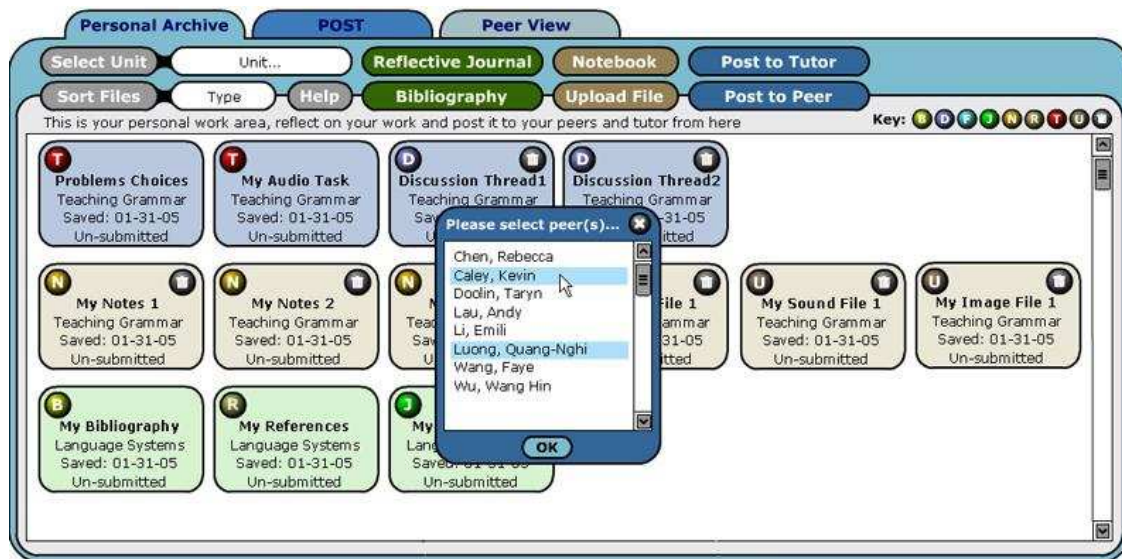 Personal Archive POST Peer View
Select Unit Unit... Reflective Journal Notebook Post to Tutor
Sort Files Type Help Bibliography Upload File Post to Peer
This is your personal work area, reflect on your work and post it to your peers and tutor from here Key: B D F J N R T U
T T D D
Problems Choices My Audio Task Discussion Thread1 Discussion Thread2
Teaching Grammar Teaching Grammar Teaching Grammar Teaching Grammar
Saved: 01-31-05 Saved: 01-31-05 -31-05
Un-submitted Un-submitted
Please select peer(s)...
Chen, Rebecca
Caley, Kevin
Doolin, Taryn
Lau, Andy
Li, Emili
Luong, Quang-Nghi
Wang, Faye
Wu, Wang Hin
OK
N N N U U
My Notes 1 My Notes 2 File 1 My Sound File 1 My Image File 1
Teaching Grammar Teaching Grammar Teaching Grammar Teaching Grammar
Saved: 01-31-05 Saved: 01-31-05 31-05 Saved: 01-31-05 Saved: 01-31-05
Un-submitted Un-submitted Un-submitted Un-submitted
B R J
My Bibliography My References My
Language Systems Language Systems
Saved: 01-31-05 Saved: 01-31-05
Un-submitted Un-submitted Un-submitted